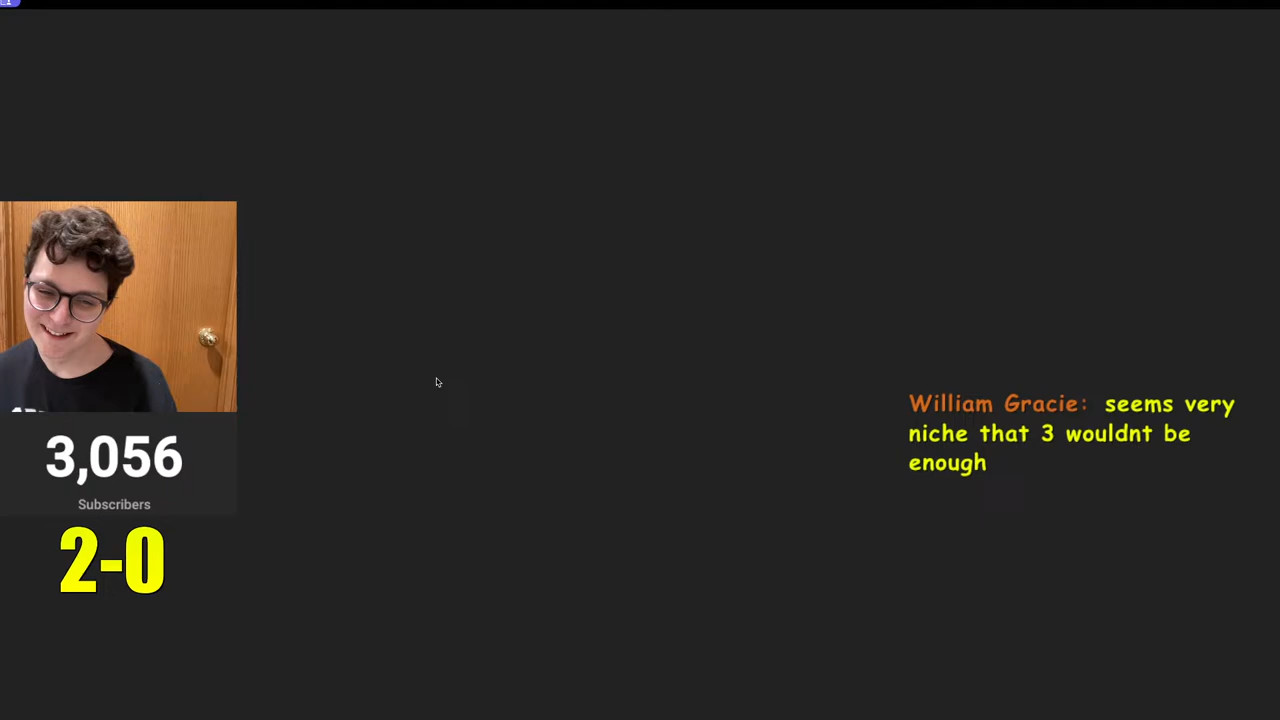 3,056
Subscribers
2-0
William Gracie: seems very
niche that 3 wouldnt be
enough